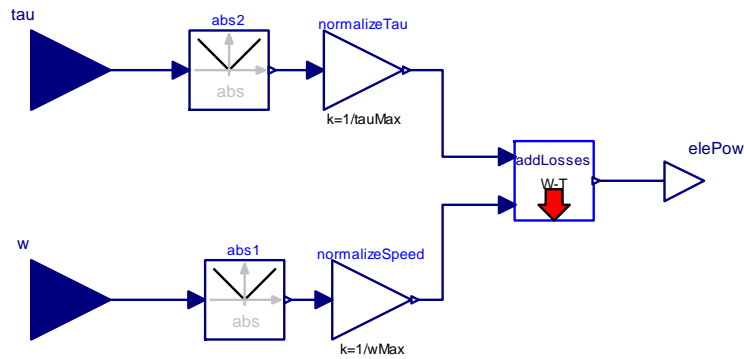 tau
abs2
abs
normalizeTau
k=1/tauMax
addLosses
W-T
elePow
w
abs1
abs
normalizeSpeed
k=1/wMax